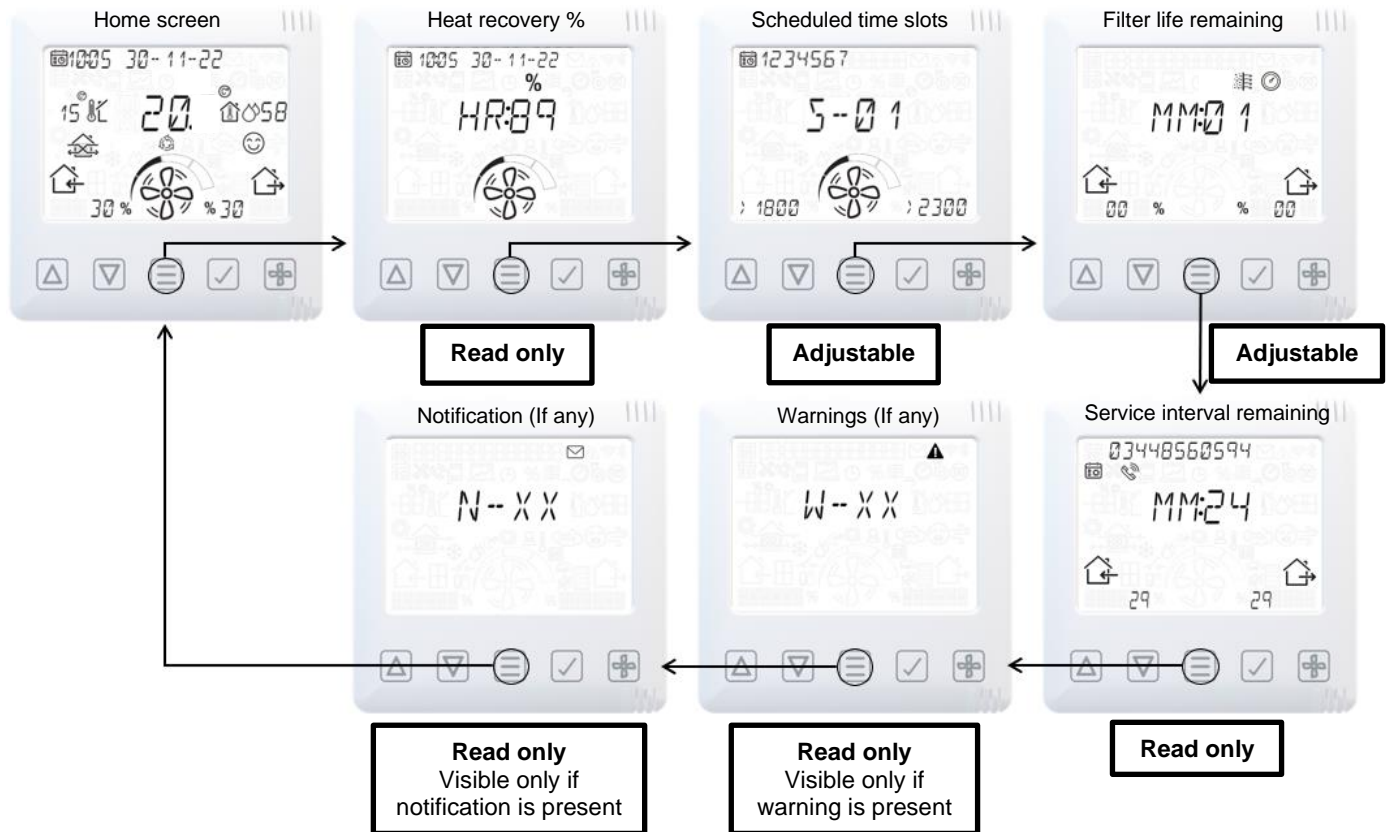 Home screen
1005 30-11-22
15 20. 58
30 % % 30
Heat recovery %
1005 30-11-22
%
HR:89
Read only
Scheduled time slots
1234567
S--01
1800 2300
Adjustable
Filter life remaining
MM:01
00 % % 00
Adjustable
Notification (If any)
N--XX
Read only
Visible only if
notification is present
Warnings (If any)
W--XX
Read only
Visible only if
warning is present
Service interval remaining
03448560594
MM:24
29 29
Read only